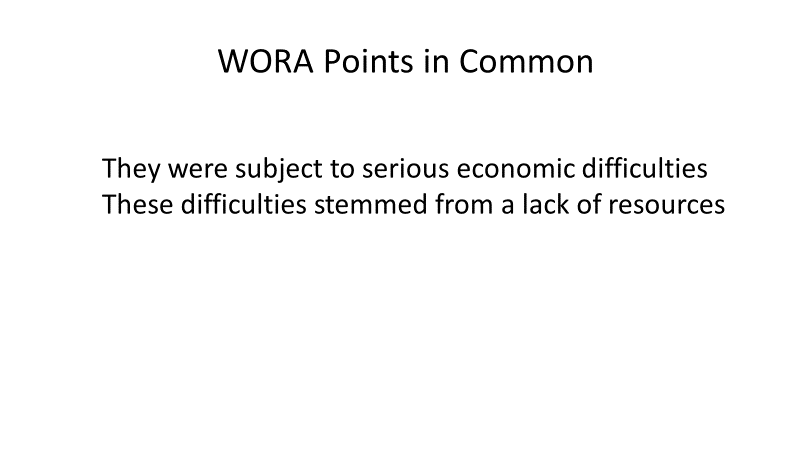 WORA Points in Common
They were subject to serious economic difficulties
These difficulties stemmed from a lack of resources